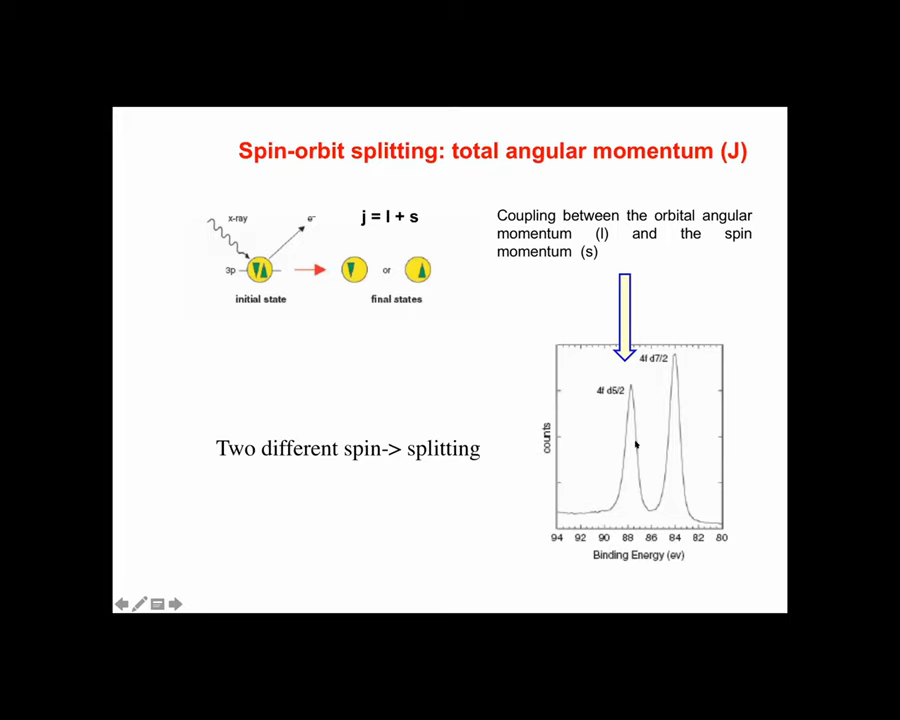 Spin-orbit splitting: total angular momentum (J)
x-ray
e⁻
j = l + s
3p
or
initial state
final states
Coupling between the orbital angular
momentum (l) and the spin
momentum (s)
4f d7/2
4f d5/2
counts
94 92 90 88 86 84 82 80
Binding Energy (ev)
Two different spin-> splitting